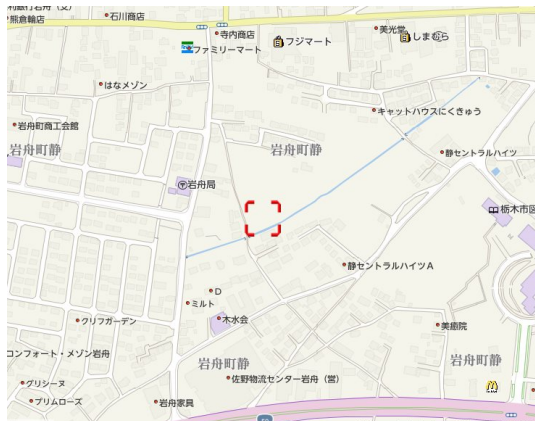 熊倉輪店
石川商店
寺内商店
ファミリーマート
フジマート
美光堂
しまむら
はなメゾン
キャットハウスにくきゅう
岩舟町商工会館
岩舟町静
岩舟町静
静セントラルハイツ
岩舟局
栃木市図
D
ミルト
静セントラルハイツA
クリフガーデン
木水会
美癒院
コンフォート・メゾン岩舟
岩舟町静
岩舟町静
グリシーヌ
佐野物流センター岩舟（営）
プリムローズ
岩舟家具